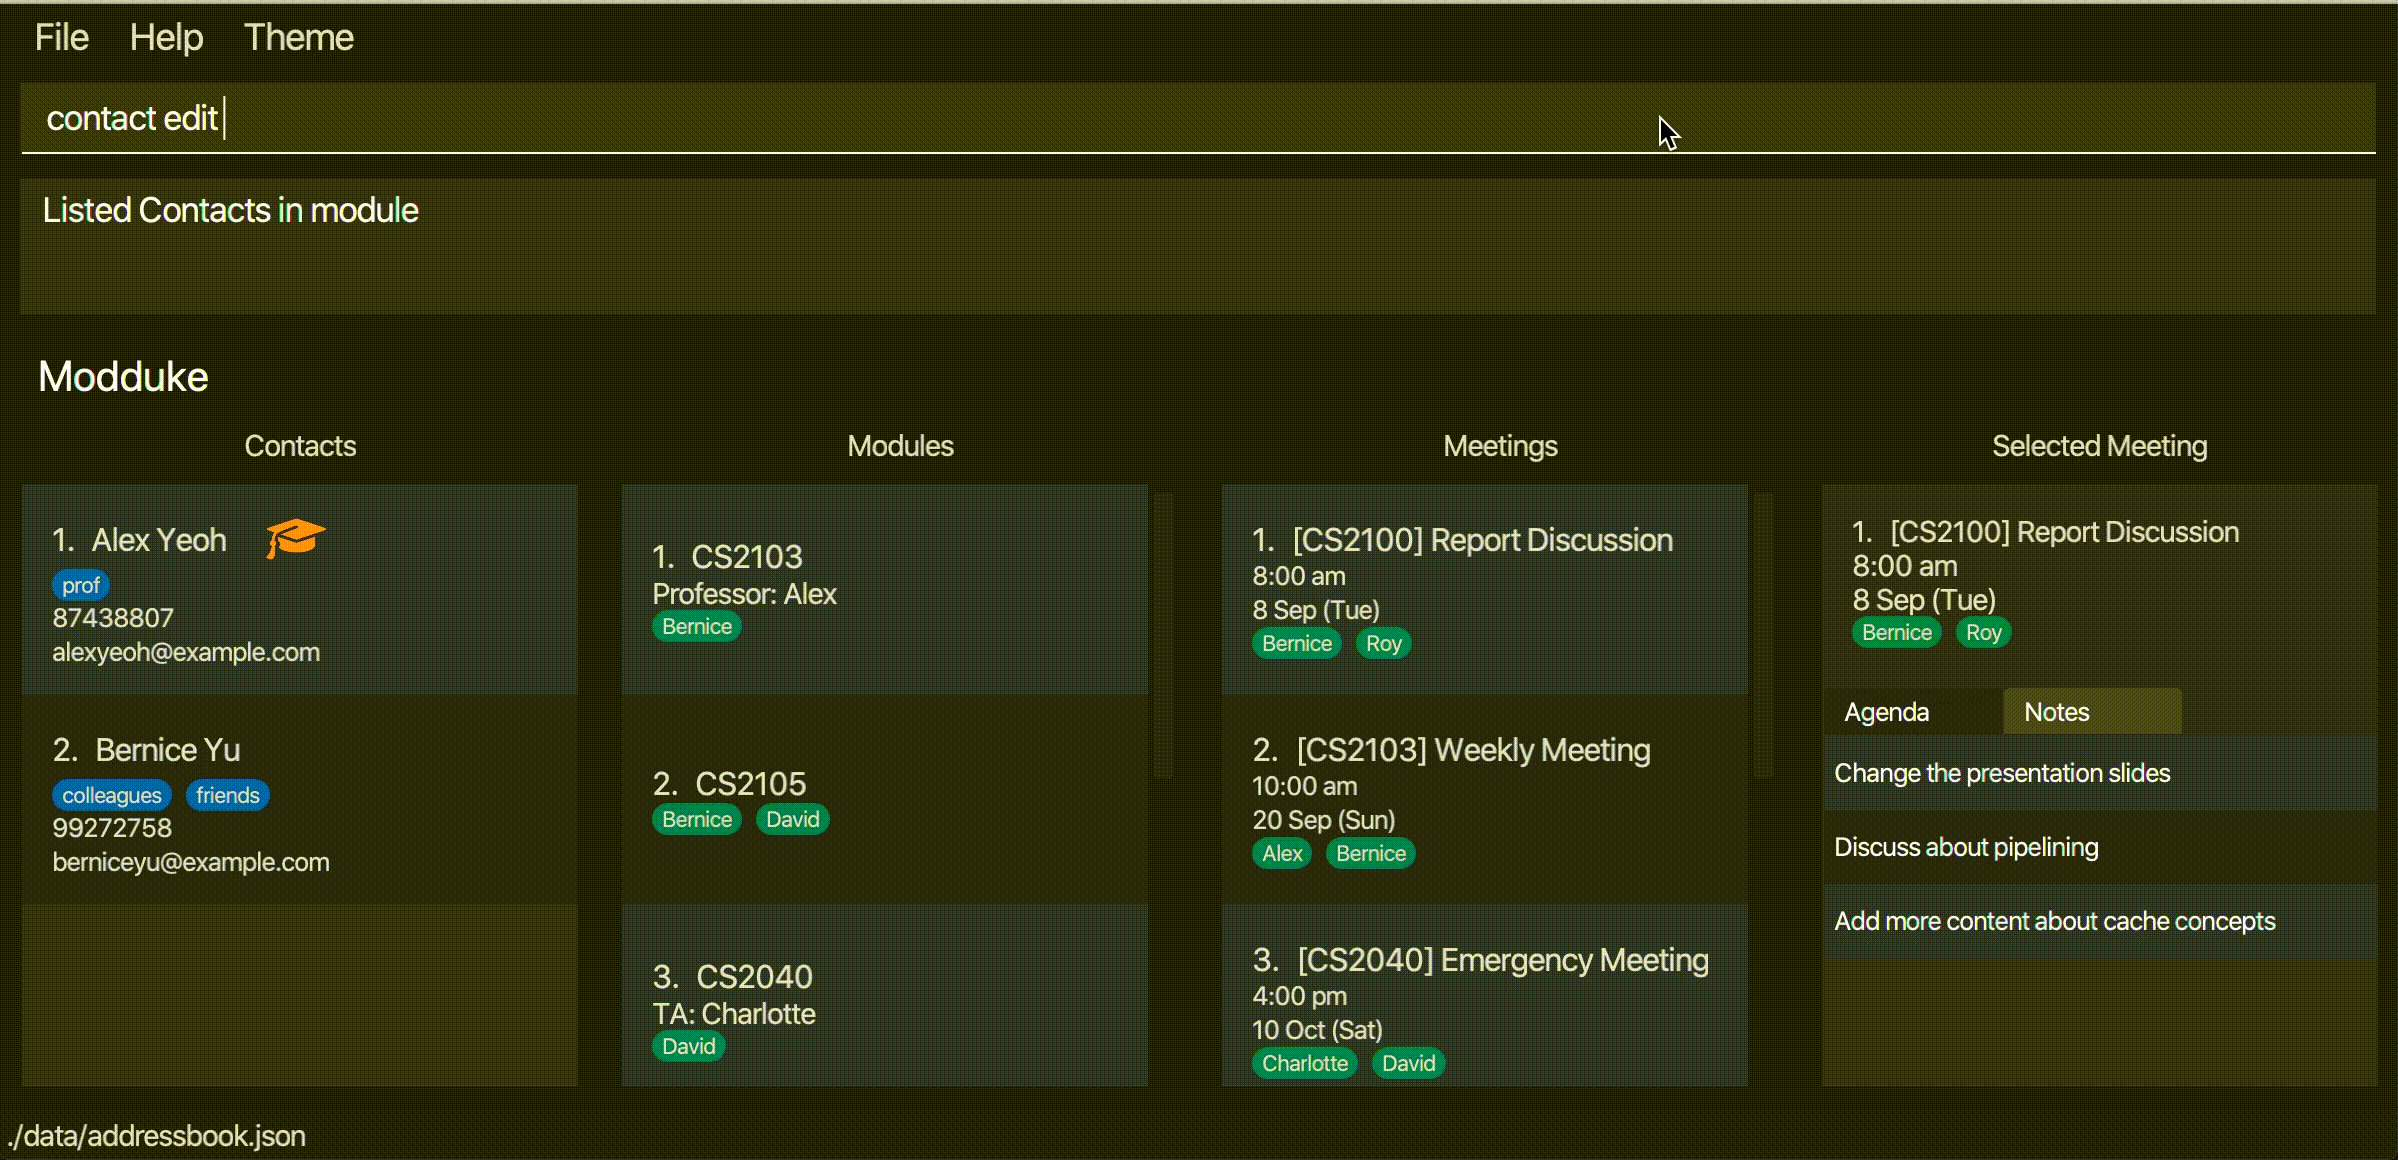 File Help Theme
contact edit
Listed Contacts in module
Modduke
Contacts
1. Alex Yeoh
prof
87438807
alexyeoh@example.com
2. Bernice Yu
colleagues friends
99272758
berniceyu@example.com
Modules
1. CS2103
Professor: Alex
Bernice
2. CS2105
Bernice David
3. CS2040
TA: Charlotte
David
Meetings
1. [CS2100] Report Discussion
8:00 am
8 Sep (Tue)
Bernice Roy
2. [CS2103] Weekly Meeting
10:00 am
20 Sep (Sun)
Alex Bernice
3. [CS2040] Emergency Meeting
4:00 pm
10 Oct (Sat)
Charlotte David
Selected Meeting
1. [CS2100] Report Discussion
8:00 am
8 Sep (Tue)
Bernice Roy
Agenda Notes
Change the presentation slides
Discuss about pipelining
Add more content about cache concepts
./data/addressbook.json